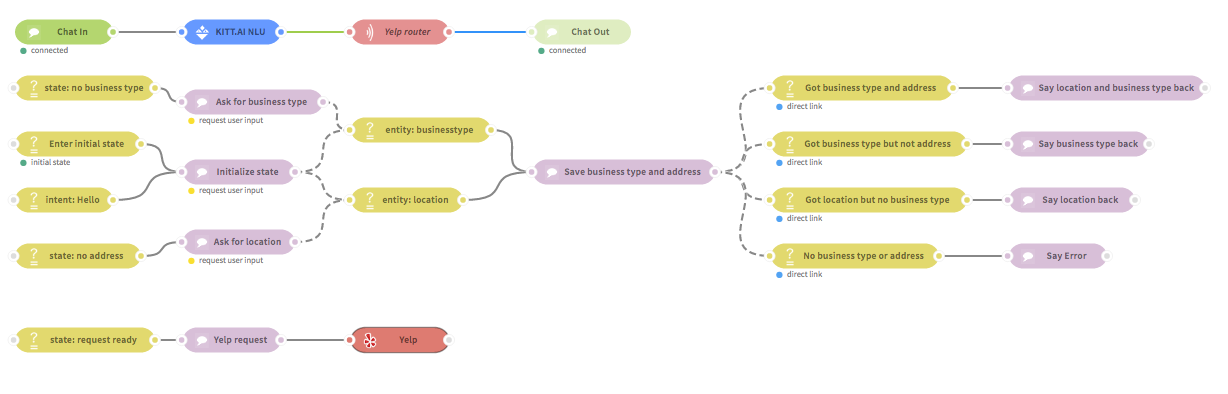 Chat In
KITT.AI NLU
Yelp router
Chat Out
connected
connected
state: no business type
Ask for business type
request user input
Got business type and address
direct link
Say location and business type back
Enter initial state
initial state
entity: businesstype
Got business type but not address
direct link
Say business type back
Initialize state
request user input
Save business type and address
intent: Hello
entity: location
Got location but no business type
direct link
Say location back
Ask for location
request user input
state: no address
No business type or address
direct link
Say Error
state: request ready
Yelp request
Yelp